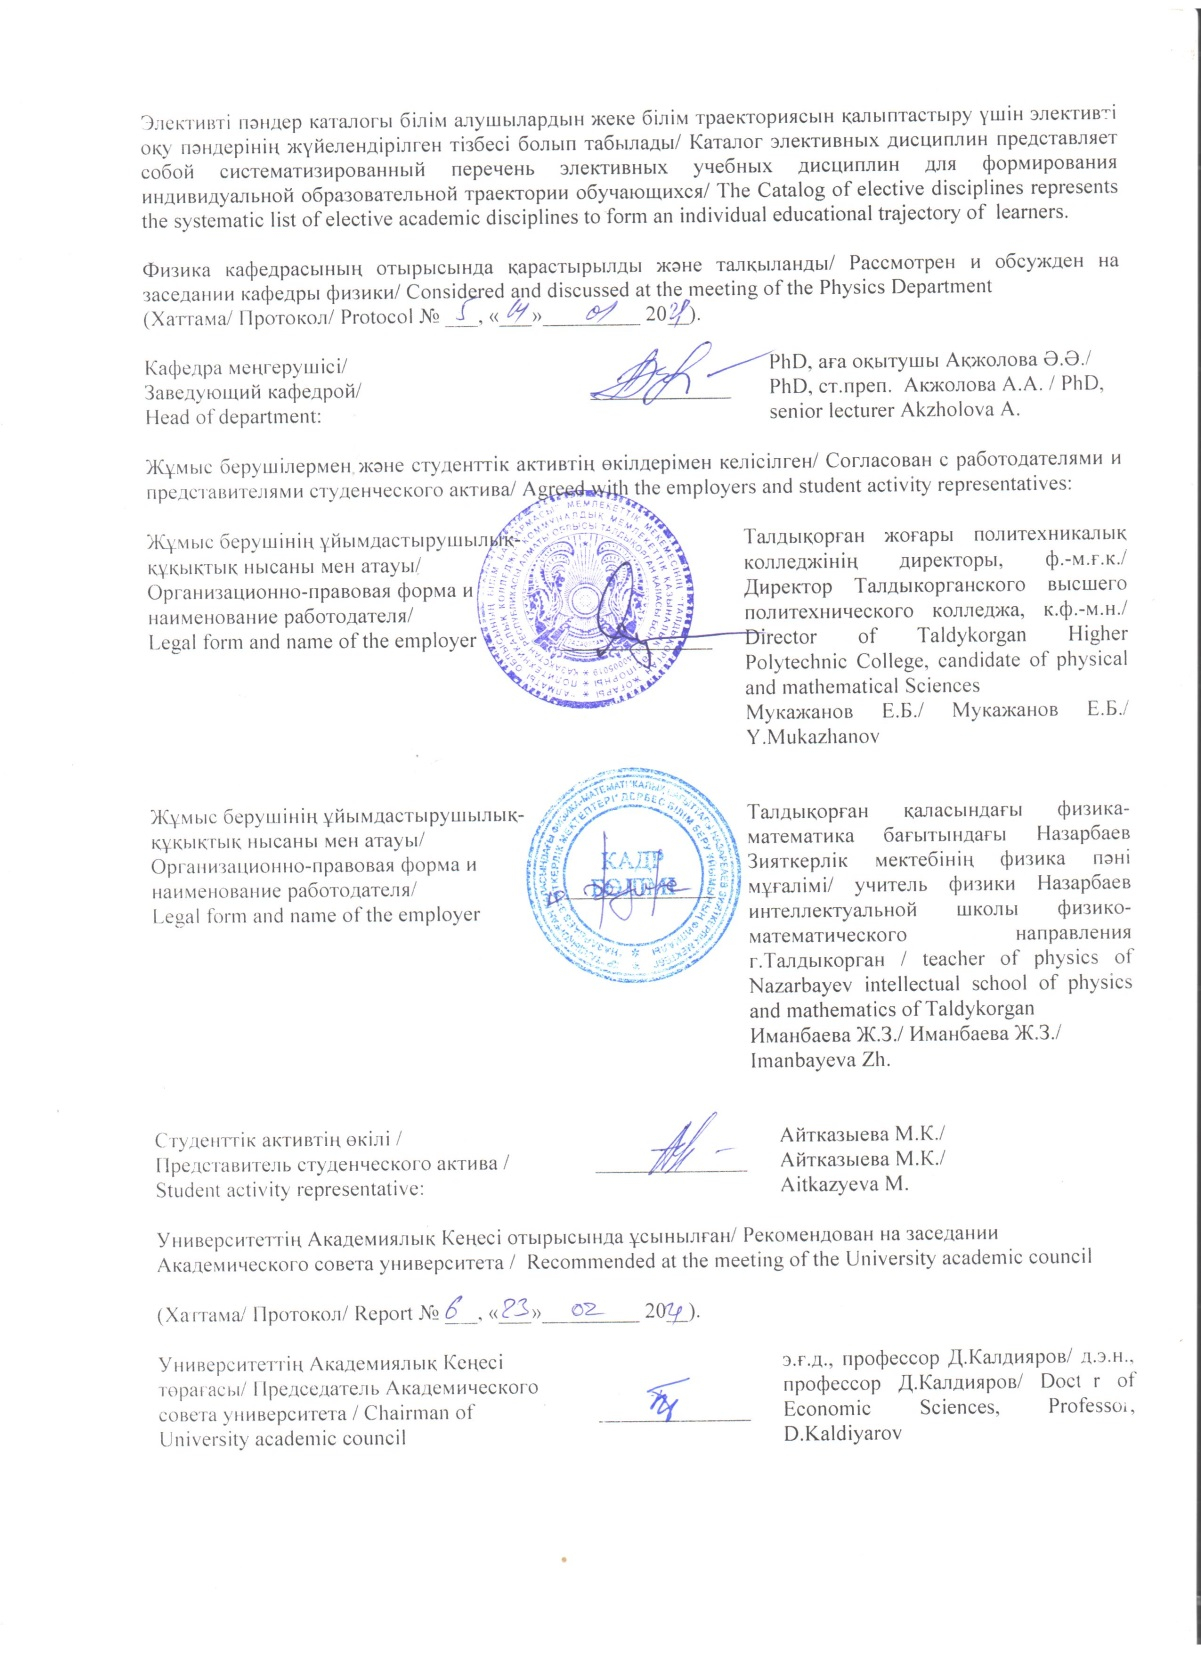 Элективті пәндер каталогы білім алушылардын жеке білім траекториясын қалыптастыру үшін элективті
оқу пәндерінің жүйелендірілген тізбесі болып табылады/ Каталог элективных дисциплин представляет
собой систематизированный перечень элективных учебных дисциплин для формирования
индивидуальной образовательной траектории обучающихся/ The Catalog of elective disciplines represents
the systematic list of elective academic disciplines to form an individual educational trajectory of learners.
Физика кафедрасының отырысында қарастырылды және талқыланды/ Рассмотрен и обсужден на
заседании кафедры физики/ Considered and discussed at the meeting of the Physics Department
(Хаттама/ Протокол/ Protocol № 5, «04» 01 2021).
Кафедра меңгерушісі/
Заведующий кафедрой/
Head of department:
PhD, аға оқытушы Ақжолова Ә.Ә./
PhD, ст.преп. Акжолова А.А. / PhD,
senior lecturer Akzholova A.
Жұмыс берушілермен және студенттік активтің өкілдерімен келісілген/ Согласован с работодателями и
представителями студенческого актива/ Agreed with the employers and student activity representatives:
Жұмыс берушінің ұйымдастырушылық-
құқықтық нысаны мен атауы/
Организационно-правовая форма и
наименование работодателя/
Legal form and name of the employer
Талдықорған жоғары политехникалық
колледжінің директоры, ф.-м.ғ.к./
Директор Талдыкорганского высшего
политехнического колледжа, к.ф.-м.н./
Director of Taldykorgan Higher
Polytechnic College, candidate of physical
and mathematical Sciences
Мукажанов Е.Б./ Мукажанов Е.Б./
Y.Mukazhanov
Жұмыс берушінің ұйымдастырушылық-
құқықтық нысаны мен атауы/
Организационно-правовая форма и
наименование работодателя/
Legal form and name of the employer
КАДР
БӨЛІМІ
Талдықорған қаласындағы физика-
математика бағытындағы Назарбаев
Зияткерлік мектебінің физика пәні
мұғалімі/ учитель физики Назарбаев
интеллектуальной школы физико-
математического направления
г.Талдыкорган / teacher of physics of
Nazarbayev intellectual school of physics
and mathematics of Taldykorgan
Иманбаева Ж.З./ Иманбаева Ж.З./
Imanbayeva Zh.
Студенттік активтің өкілі /
Представитель студенческого актива /
Student activity representative:
Айтказыева М.К./
Айтказыева М.К./
Aitkazyeva M.
Университеттің Академиялық Кеңесі отырысында ұсынылған/ Рекомендован на заседании
Академического совета университета / Recommended at the meeting of the University academic council
(Хаттама/ Протокол/ Report № 6, «23» 02 2021).
Университеттің Академиялық Кеңесі
төрағасы/ Председатель Академического
совета университета / Chairman of
University academic council
э.ғ.д., профессор Д.Калдияров/ д.э.н.,
профессор Д.Калдияров/ Doct r of
Economic Sciences, Professor,
D.Kaldiyarov